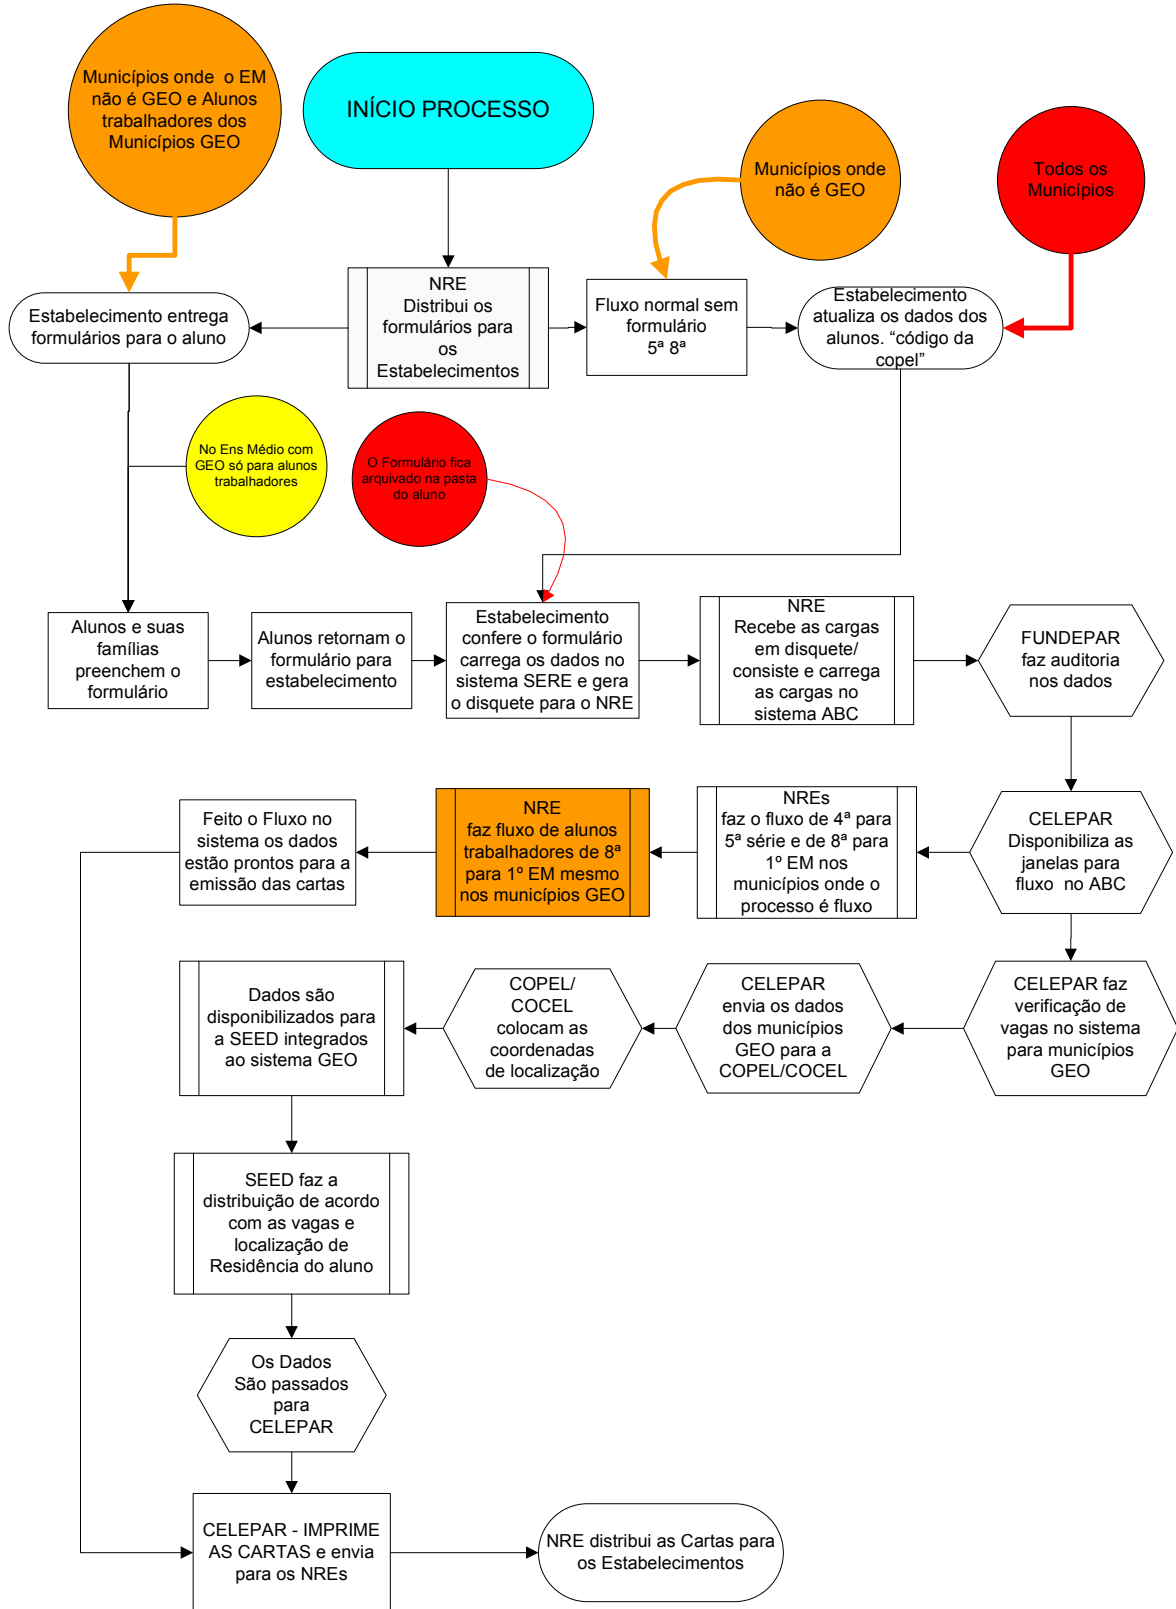 Municípios onde  o EM
não é GEO e Alunos
trabalhadores dos
Municípios GEO
INÍCIO PROCESSO
Municípios onde
não é GEO
Todos os
Municípios
Estabelecimento entrega
formulários para o aluno
NRE
Distribui os
formulários para
os
Estabelecimentos
Fluxo normal sem
formulário
5ª 8ª
Estabelecimento
atualiza os dados dos
alunos. “código da
copel”
No Ens Médio com
GEO só para alunos
trabalhadores
O Formulário fica
arquivado na pasta
do aluno
Alunos e suas
famílias
preenchem o
formulário
Alunos retornam o
formulário para
estabelecimento
Estabelecimento
confere o formulário
carrega os dados no
sistema SERE e gera
o disquete para o NRE
NRE
Recebe as cargas
em disquete/
consiste e carrega
as cargas no
sistema ABC
FUNDEPAR
faz auditoria
nos dados
Feito o Fluxo no
sistema os dados
estão prontos para a
emissão das cartas
NRE
faz fluxo de alunos
trabalhadores de 8ª
para 1º EM mesmo
nos municípios GEO
NREs
faz o fluxo de 4ª para
5ª série e de 8ª para
1º EM nos
municípios onde o
processo é fluxo
CELEPAR
Disponibiliza as
janelas para
fluxo  no ABC
Dados são
disponibilizados para
a SEED integrados
ao sistema GEO
COPEL/
COCEL
colocam as
coordenadas
de localização
CELEPAR
envia os dados
dos municípios
GEO para a
COPEL/COCEL
CELEPAR faz
verificação de
vagas no sistema
para municípios
GEO
SEED faz a
distribuição de acordo
com as vagas e
localização de
Residência do aluno
Os Dados
São passados
para
CELEPAR
CELEPAR - IMPRIME
AS CARTAS e envia
para os NREs
NRE distribui as Cartas para
os Estabelecimentos